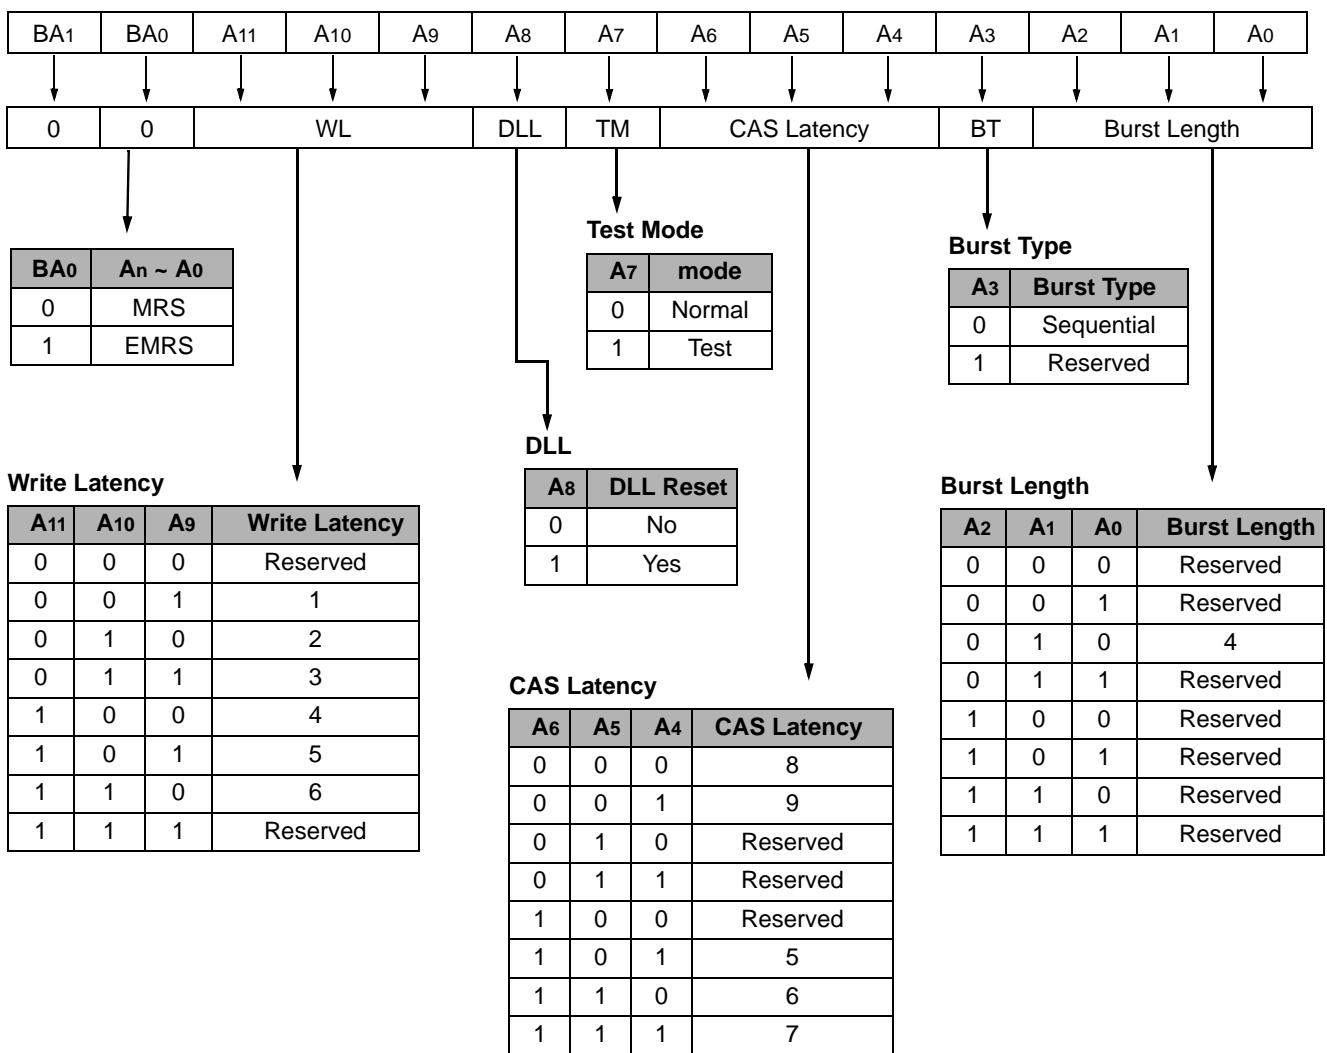 BA1 BA0 A11 A10 A9 A8 A7 A6 A5 A4 A3 A2 A1 A0
0 0 WL DLL TM CAS Latency BT Burst Length
BA0 An ~ A0
0 MRS
1 EMRS
Test Mode
A7 mode
0 Normal
1 Test
Burst Type
A3 Burst Type
0 Sequential
1 Reserved
DLL
A8 DLL Reset
0 No
1 Yes
Write Latency
A11 A10 A9 Write Latency
0 0 0 Reserved
0 0 1 1
0 1 0 2
0 1 1 3
1 0 0 4
1 0 1 5
1 1 0 6
1 1 1 Reserved
CAS Latency
A6 A5 A4 CAS Latency
0 0 0 8
0 0 1 9
0 1 0 Reserved
0 1 1 Reserved
1 0 0 Reserved
1 0 1 5
1 1 0 6
1 1 1 7
Burst Length
A2 A1 A0 Burst Length
0 0 0 Reserved
0 0 1 Reserved
0 1 0 4
0 1 1 Reserved
1 0 0 Reserved
1 0 1 Reserved
1 1 0 Reserved
1 1 1 Reserved